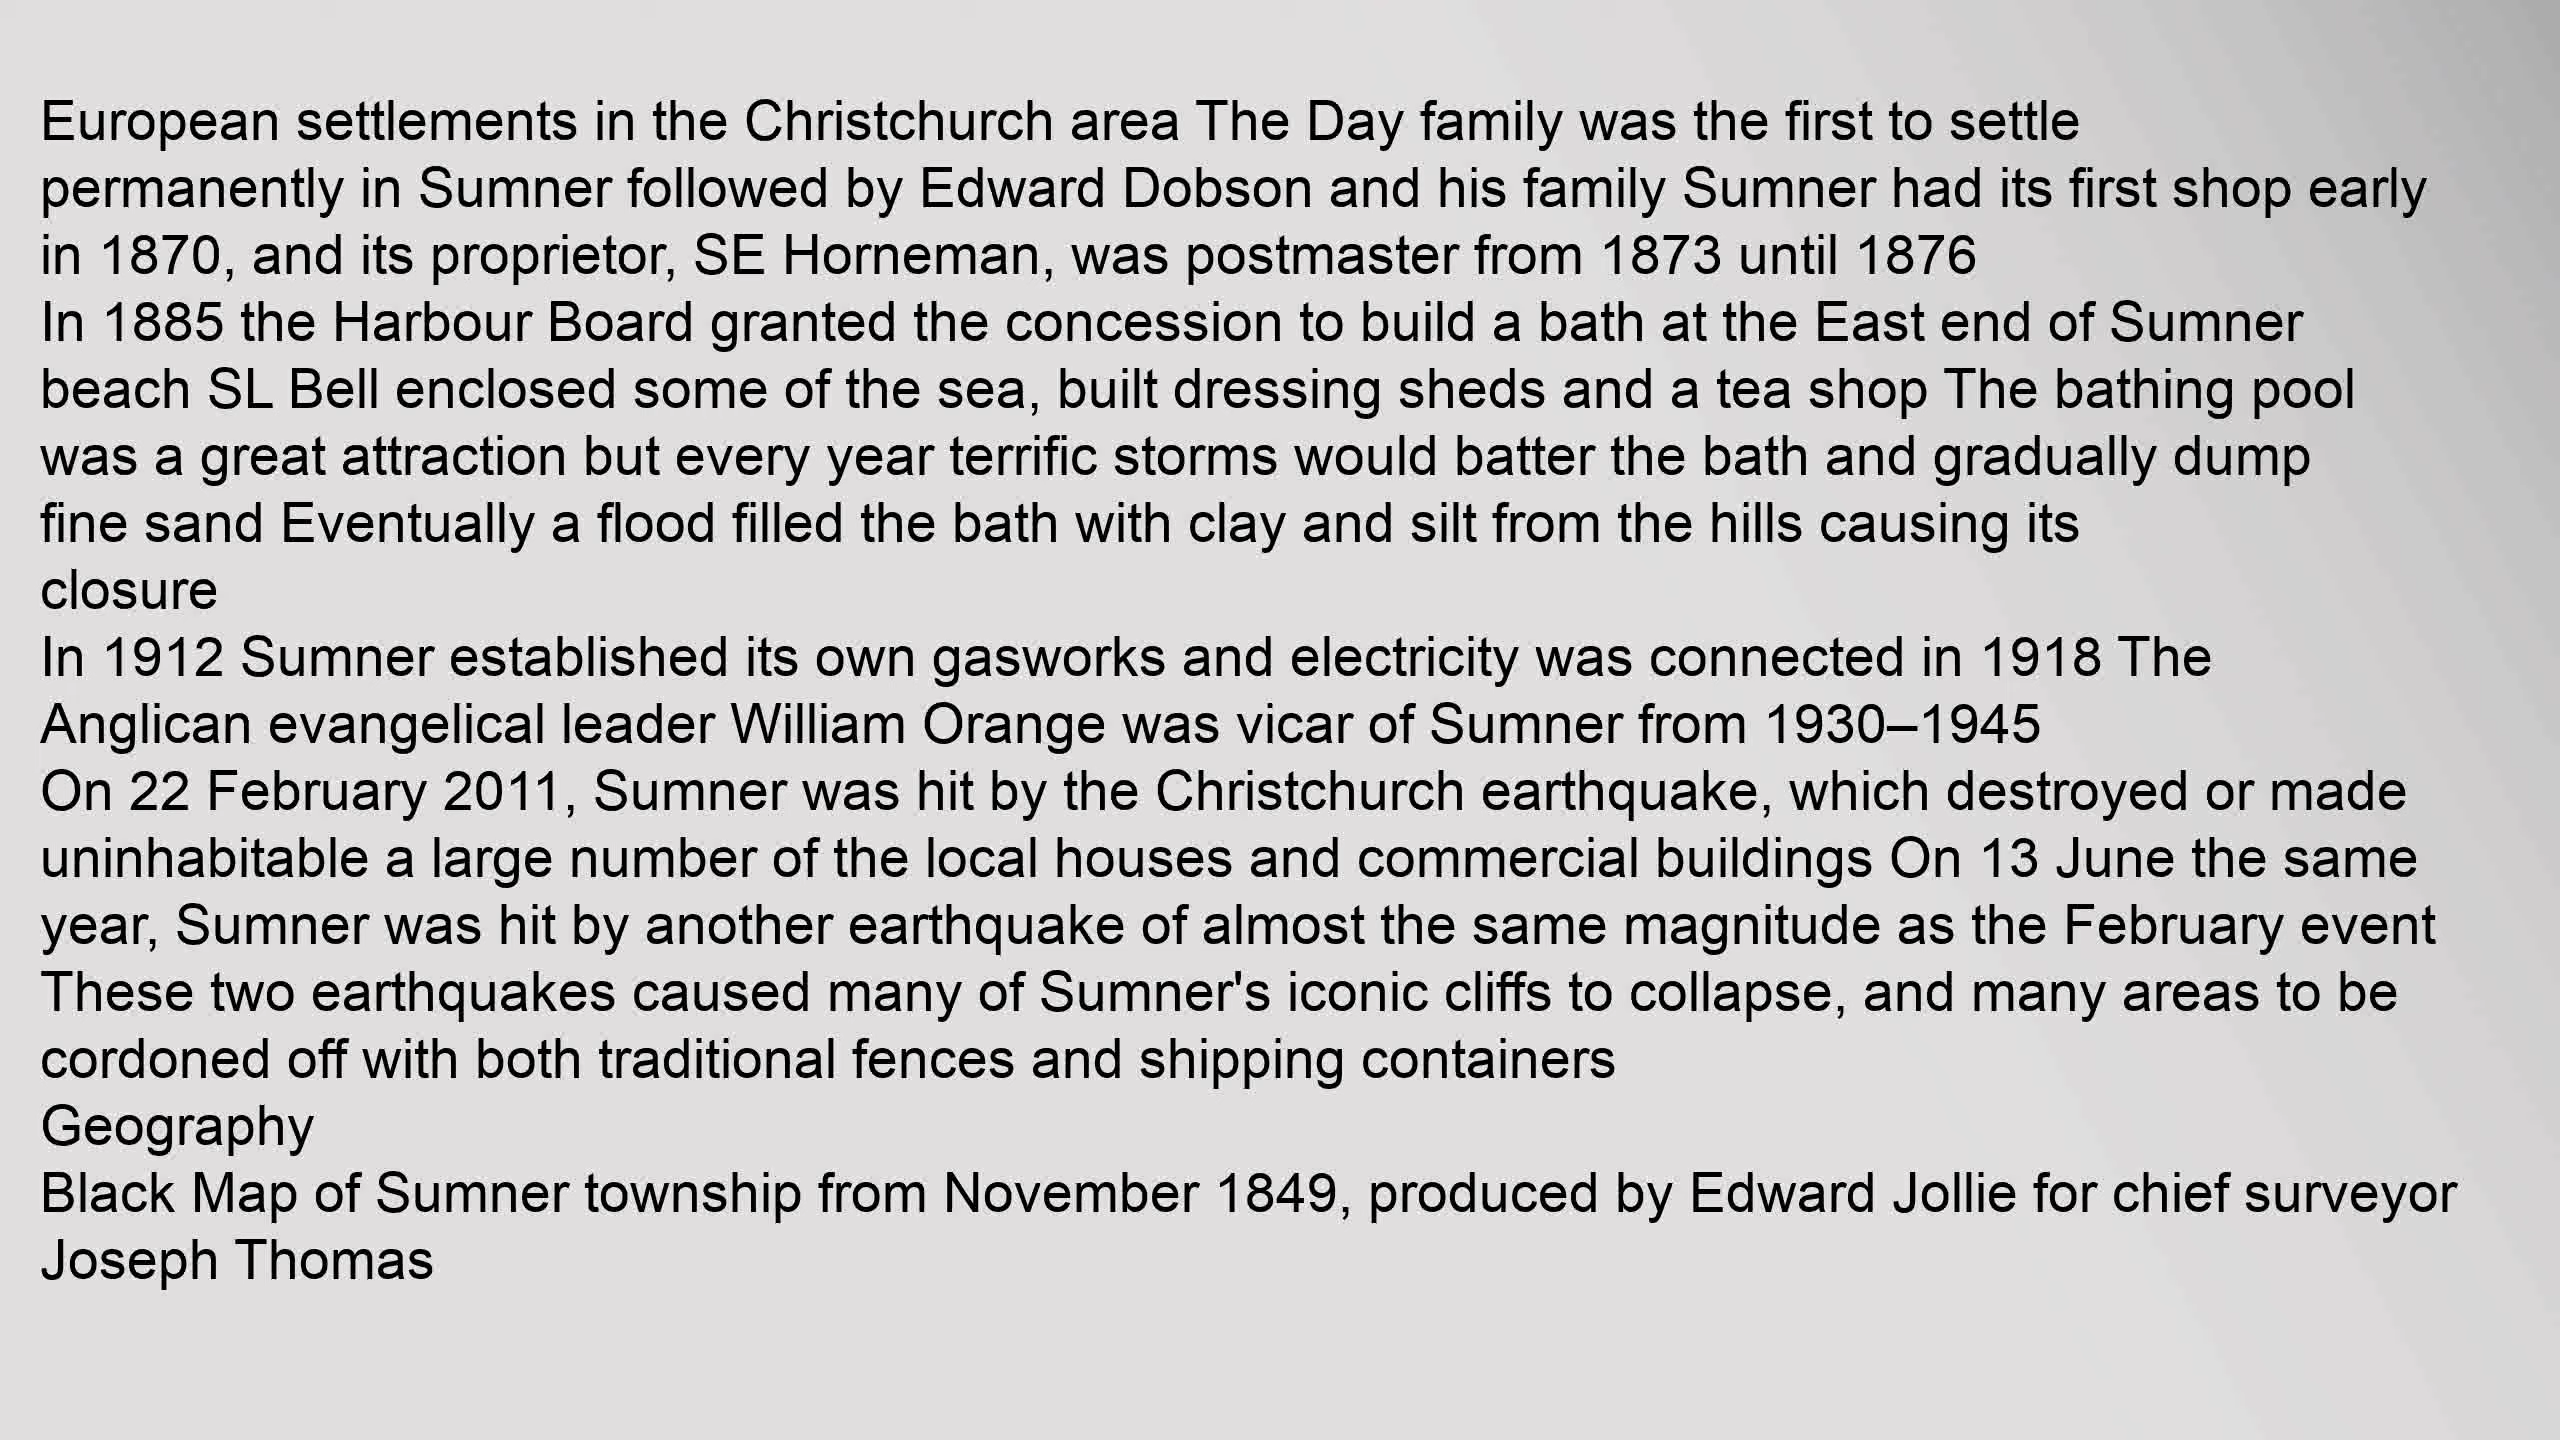 European settlements in the Christchurch area The Day family was the first to settle
permanently in Sumner followed by Edward Dobson and his family Sumner had its first shop early
in 1870, and its proprietor, SE Horneman, was postmaster from 1873 until 1876
In 1885 the Harbour Board granted the concession to build a bath at the East end of Sumner
beach SL Bell enclosed some of the sea, built dressing sheds and a tea shop The bathing pool
was a great attraction but every year terrific storms would batter the bath and gradually dump
fine sand Eventually a flood filled the bath with clay and silt from the hills causing its
closure
In 1912 Sumner established its own gasworks and electricity was connected in 1918 The
Anglican evangelical leader William Orange was vicar of Sumner from 1930–1945
On 22 February 2011, Sumner was hit by the Christchurch earthquake, which destroyed or made
uninhabitable a large number of the local houses and commercial buildings On 13 June the same
year, Sumner was hit by another earthquake of almost the same magnitude as the February event
These two earthquakes caused many of Sumner's iconic cliffs to collapse, and many areas to be
cordoned off with both traditional fences and shipping containers
Geography
Black Map of Sumner township from November 1849, produced by Edward Jollie for chief surveyor
Joseph Thomas